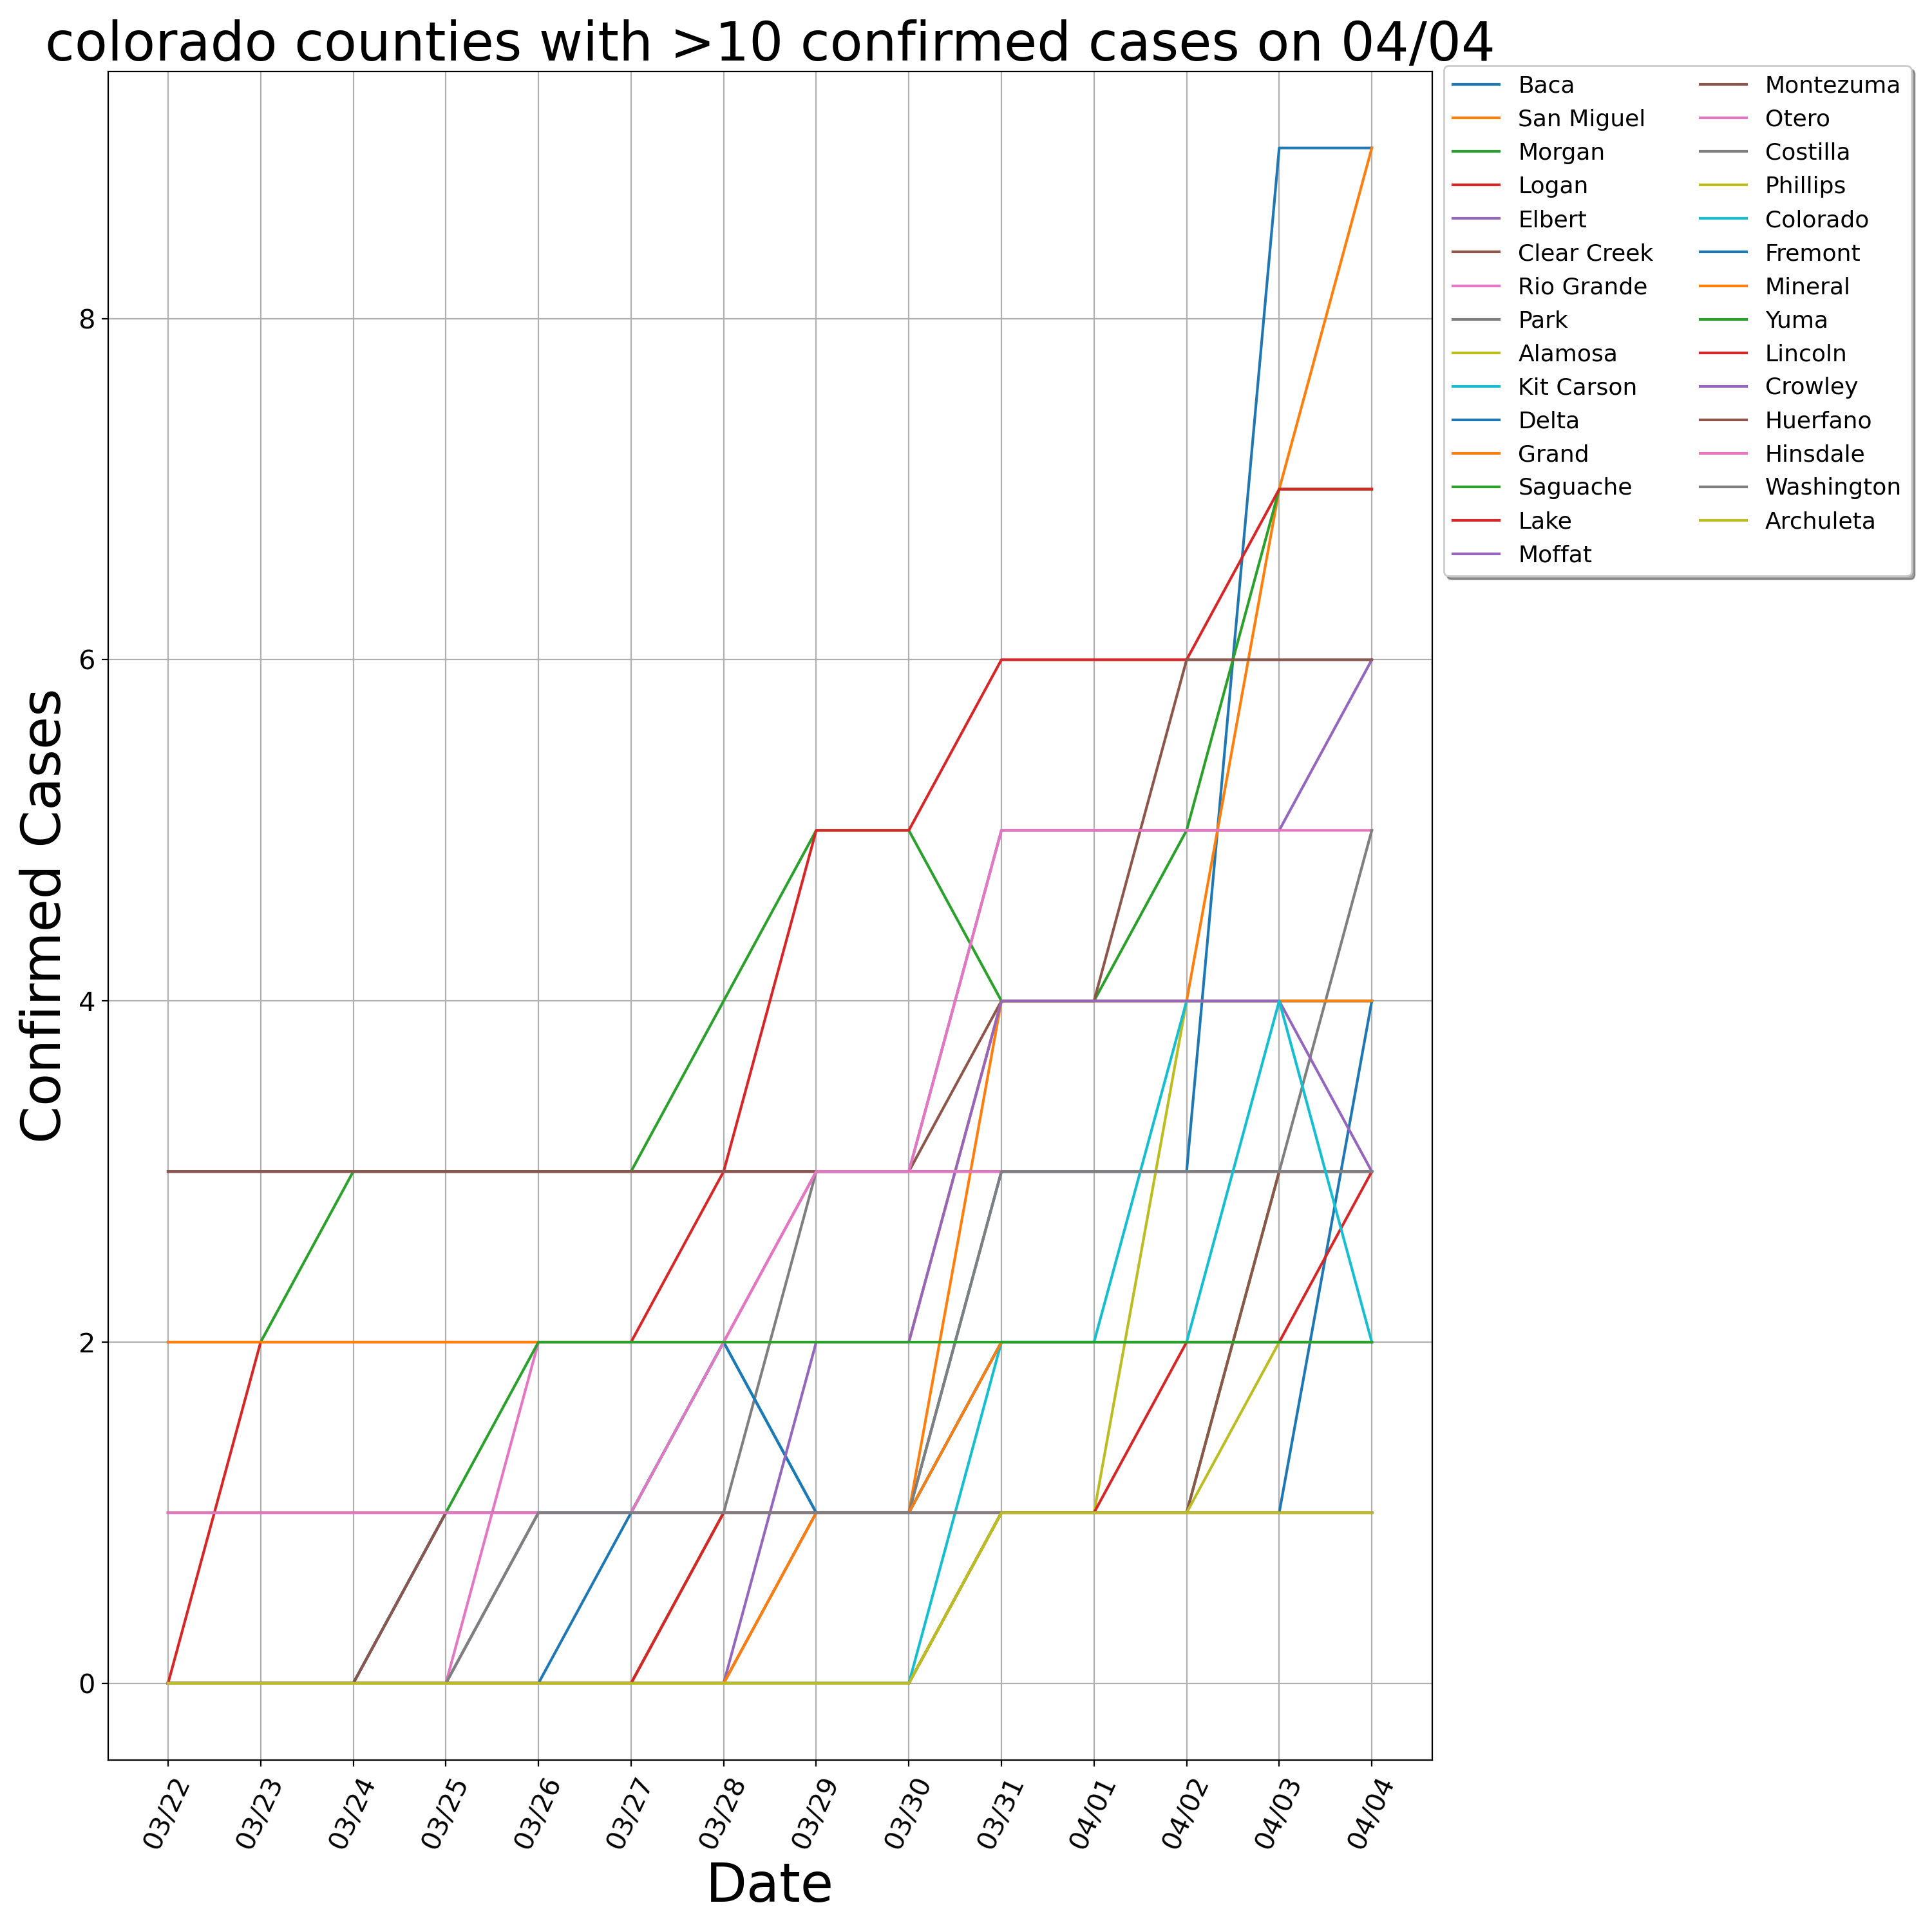 colorado counties with >10 confirmed cases on 04/04
Baca
San Miguel
Morgan
Logan
Elbert
Clear Creek
Rio Grande
Park
Alamosa
Kit Carson
Delta
Grand
Saguache
Lake
Moffat
Montezuma
Otero
Costilla
Phillips
Colorado
Fremont
Mineral
Yuma
Lincoln
Crowley
Huerfano
Hinsdale
Washington
Archuleta
Confirmed Cases
8
6
4
2
0
03/22
03/23
03/24
03/25
03/26
03/27
03/28
03/29
03/30
03/31
04/01
04/02
04/03
04/04
Date